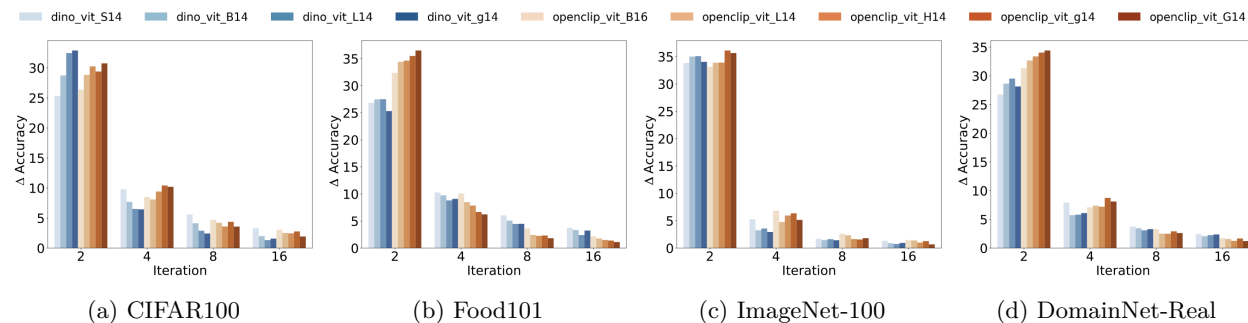 dino_vit_S14 dino_vit_B14 dino_vit_L14 dino_vit_g14 openclip_vit_B16 openclip_vit_L14 openclip_vit_H14 openclip_vit_g14 openclip_vit_G14
Δ Accuracy
30
25
20
15
10
5
0
2 4 8 16
Iteration
(a) CIFAR100
Δ Accuracy
35
30
25
20
15
10
5
0
2 4 8 16
Iteration
(b) Food101
Δ Accuracy
35
30
25
20
15
10
5
0
2 4 8 16
Iteration
(c) ImageNet-100
Δ Accuracy
35
30
25
20
15
10
5
0
2 4 8 16
Iteration
(d) DomainNet-Real